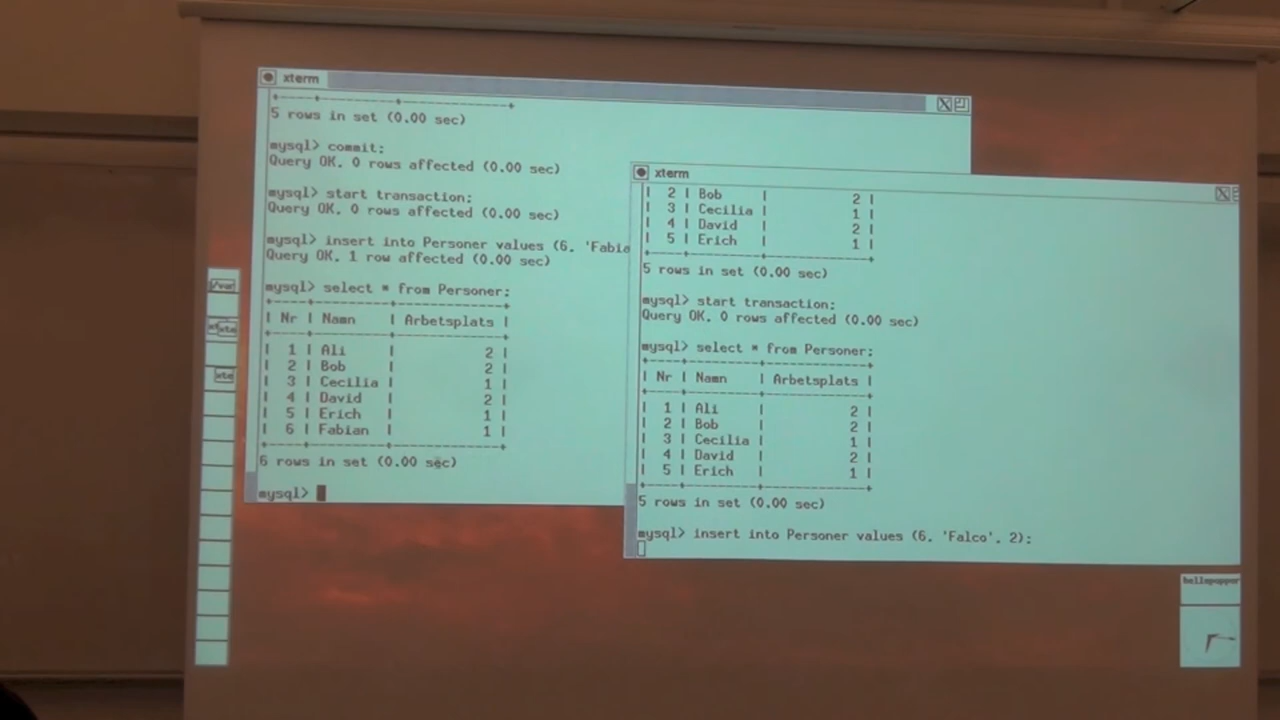 xterm
+----+---------+-------------+
5 rows in set (0.00 sec)
mysql> commit;
Query OK, 0 rows affected (0.00 sec)
mysql> start transaction;
Query OK, 0 rows affected (0.00 sec)
mysql> insert into Personer values (6, 'Fabia
Query OK, 1 row affected (0.00 sec)
mysql> select * from Personer;
+----+---------+-------------+
| Nr | Namn | Arbetsplats |
+----+---------+-------------+
| 1 | Ali | 2 |
| 2 | Bob | 2 |
| 3 | Cecilia | 1 |
| 4 | David | 2 |
| 5 | Erich | 1 |
| 6 | Fabian | 1 |
+----+---------+-------------+
6 rows in set (0.00 sec)
mysql>
xterm
| 2 | Bob | 2 |
| 3 | Cecilia | 1 |
| 4 | David | 2 |
| 5 | Erich | 1 |
+----+---------+-------------+
5 rows in set (0.00 sec)
mysql> start transaction;
Query OK, 0 rows affected (0.00 sec)
mysql> select * from Personer;
+----+---------+-------------+
| Nr | Namn | Arbetsplats |
+----+---------+-------------+
| 1 | Ali | 2 |
| 2 | Bob | 2 |
| 3 | Cecilia | 1 |
| 4 | David | 2 |
| 5 | Erich | 1 |
+----+---------+-------------+
5 rows in set (0.00 sec)
mysql> insert into Personer values (6, 'Falco', 2);
xte
xte